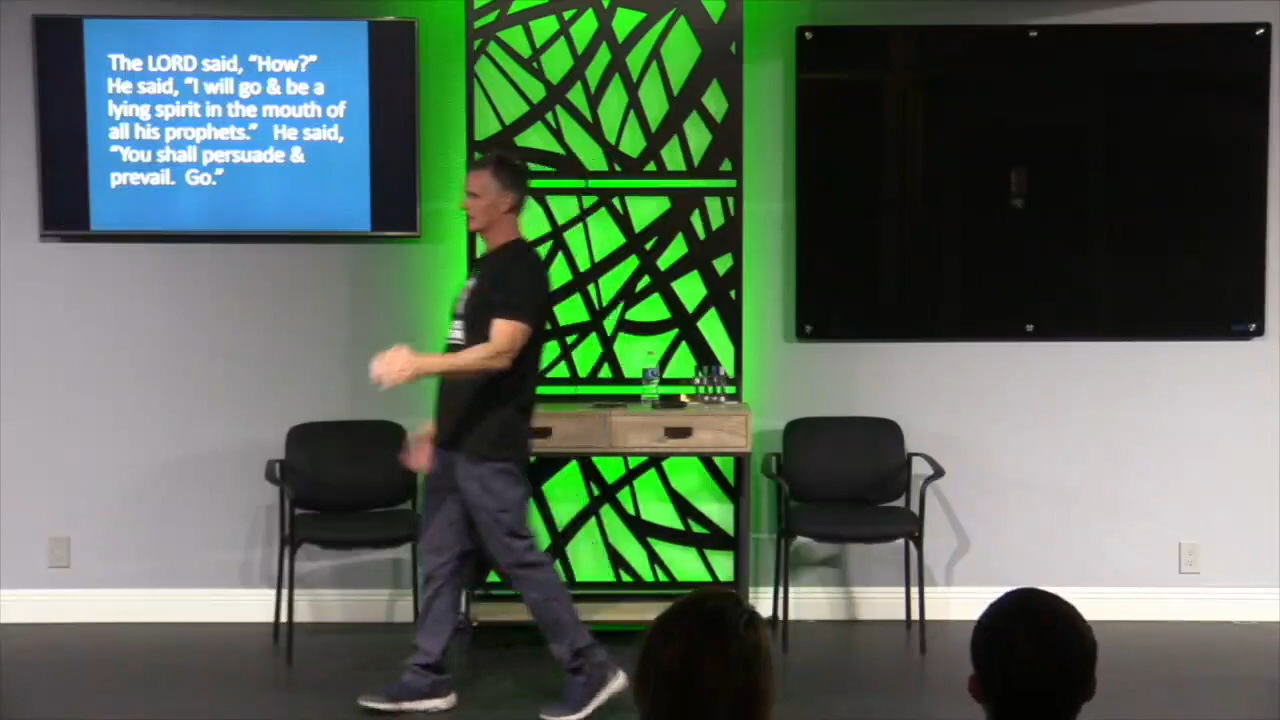 The LORD said, “How?”
He said, “I will go & be a
lying spirit in the mouth of
all his prophets.”   He said,
“You shall persuade &
prevail.  Go.”